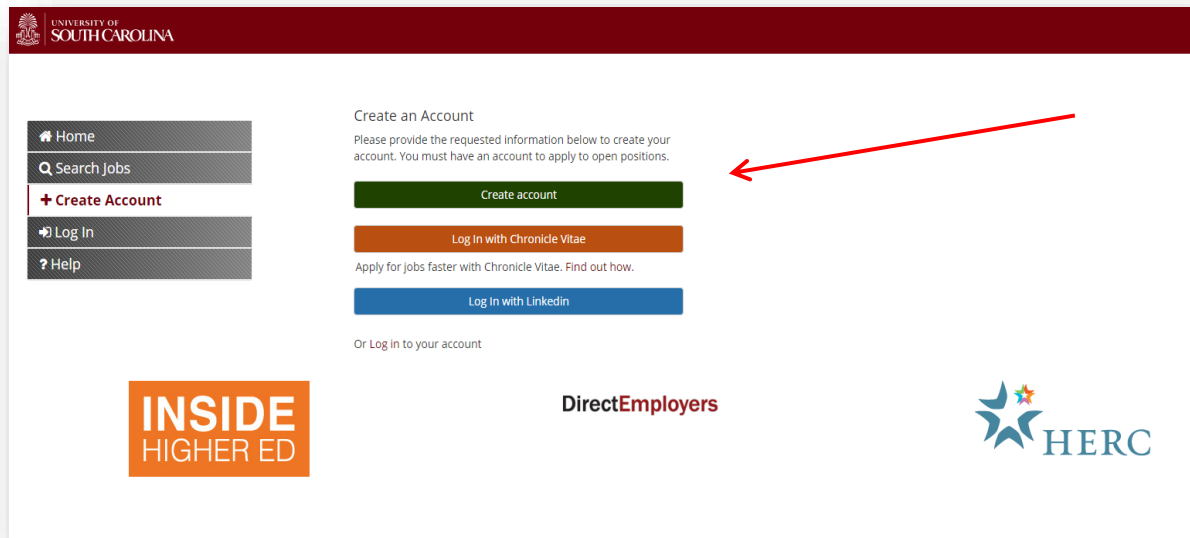 UNIVERSITY OF
SOUTH CAROLINA
Home
Search Jobs
Create Account
Log In
? Help
Create an Account
Please provide the requested information below to create your
account. You must have an account to apply to open positions.
Create account
Log In with Chronicle Vitae
Apply for jobs faster with Chronicle Vitae. Find out how.
Log In with Linkedin
Or Log in to your account
INSIDE
HIGHER ED
DirectEmployers
HERC